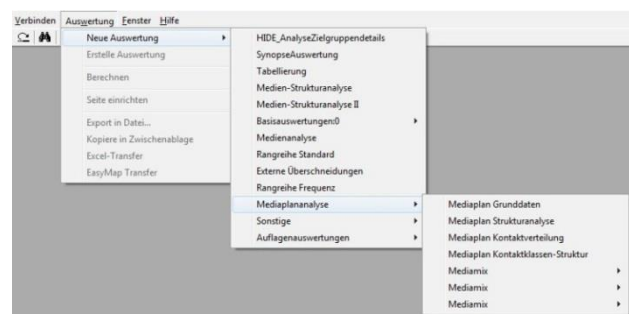 Verbinden Auswertung Fenster Hilfe
Neue Auswertung
Erstelle Auswertung
Berechnen
Seite einrichten
Export in Datei...
Kopiere in Zwischenablage
Excel-Transfer
EasyMap Transfer
HIDE_AnalyseZielgruppendetails
SynopseAuswertung
Tabellierung
Medien-Strukturanalyse
Medien-Strukturanalyse II
Basisauswertungen:0
Medienanalyse
Rangreihe Standard
Externe Überschneidungen
Rangreihe Frequenz
Mediaplananalyse
Sonstige
Auflagenauswertungen
Mediaplan Grunddaten
Mediaplan Strukturanalyse
Mediaplan Kontaktverteilung
Mediaplan Kontaktklassen-Struktur
Mediamix
Mediamix
Mediamix